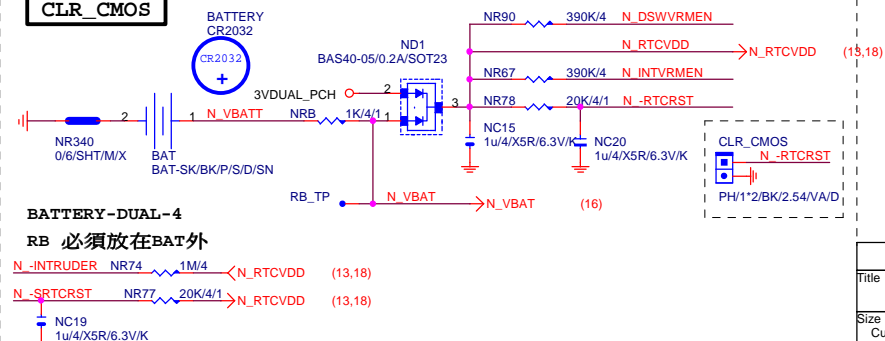 CLR_CMOS
BATTERY
CR2032
CR2032
+
ND1
BAS40-05/0.2A/SOT23
3VDUAL_PCH
2
1
3
NR90
390K/4
N_DSWVRMEN
N_RTCVDD
N_RTCVDD
(13,18)
NR67
390K/4
N_INTVRMEN
NR78
20K/4/1
N_-RTCRST
2
1
N_VBATT
NRB
1K/4/1
NR340
0/6/SHT/M/X
BAT
BAT-SK/BK/P/S/D/SN
NC15
1u/4/X5R/6.3V/K
NC20
1u/4/X5R/6.3V/K
CLR_CMOS
N_-RTCRST
PH/1*2/BK/2.54/VA/D
RB_TP
N_VBAT
N_VBAT
(16)
BATTERY-DUAL-4
RB 必須放在BAT外
N_-INTRUDER
NR74
1M/4
N_RTCVDD
(13,18)
N_-SRTCRST
NR77
20K/4/1
N_RTCVDD
(13,18)
NC19
1u/4/X5R/6.3V/K
Title
Size
Cu